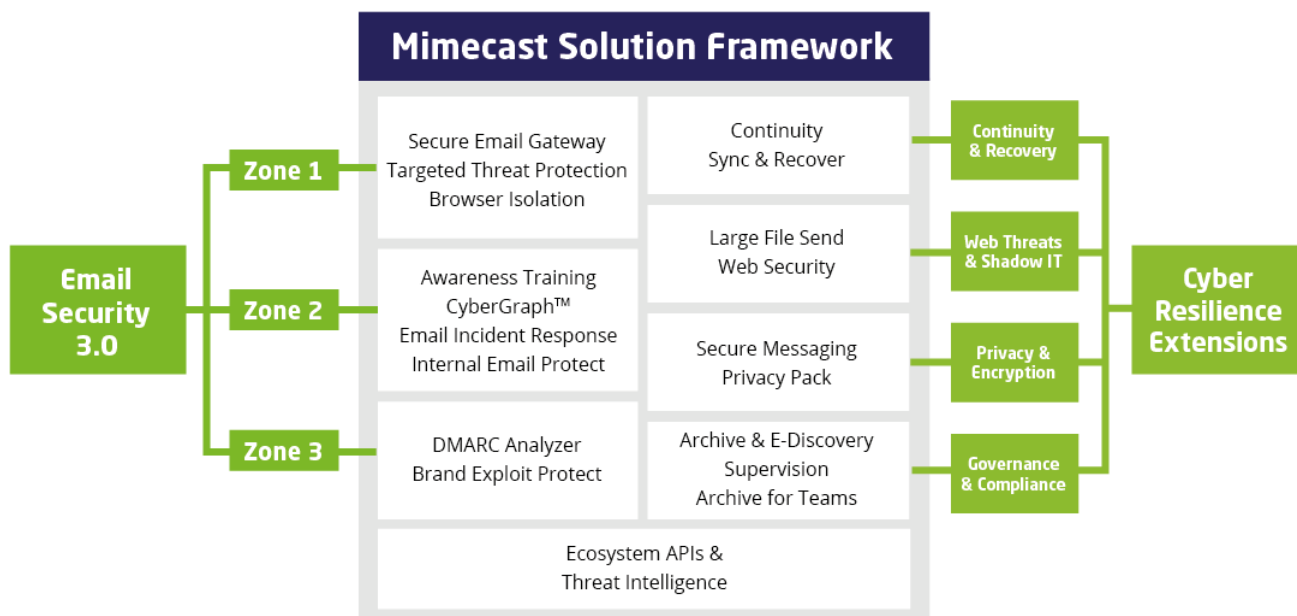 Mimecast Solution Framework
Email
Security
3.0
Zone 1
Secure Email Gateway
Targeted Threat Protection
Browser Isolation
Zone 2
Awareness Training
CyberGraph™
Email Incident Response
Internal Email Protect
Zone 3
DMARC Analyzer
Brand Exploit Protect
Continuity
Sync & Recover
Continuity
& Recovery
Large File Send
Web Security
Web Threats
& Shadow IT
Secure Messaging
Privacy Pack
Privacy &
Encryption
Archive & E-Discovery
Supervision
Archive for Teams
Governance
& Compliance
Cyber
Resilience
Extensions
Ecosystem APIs &
Threat Intelligence